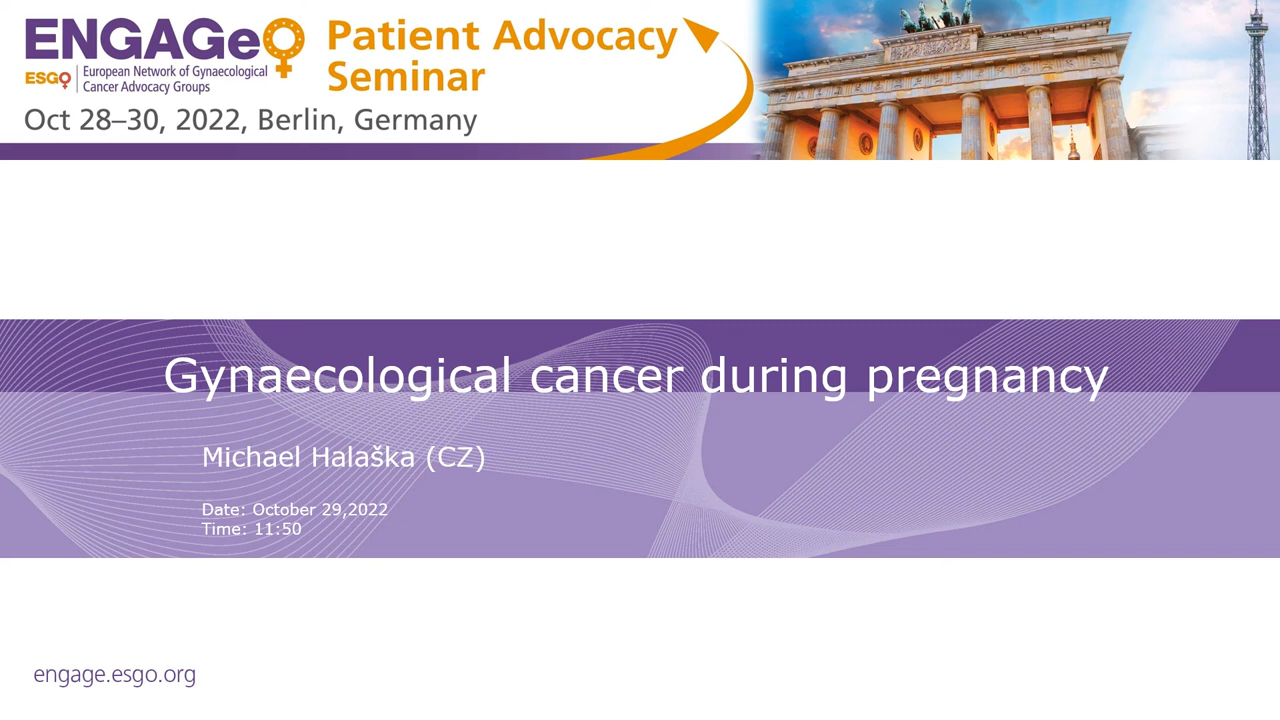 ENGAGe
ESGO
European Network of Gynaecological
Cancer Advocacy Groups
Patient Advocacy
Seminar
Oct 28–30, 2022, Berlin, Germany
Gynaecological cancer during pregnancy
Michael Halaška (CZ)
Date: October 29,2022
Time: 11:50
engage.esgo.org